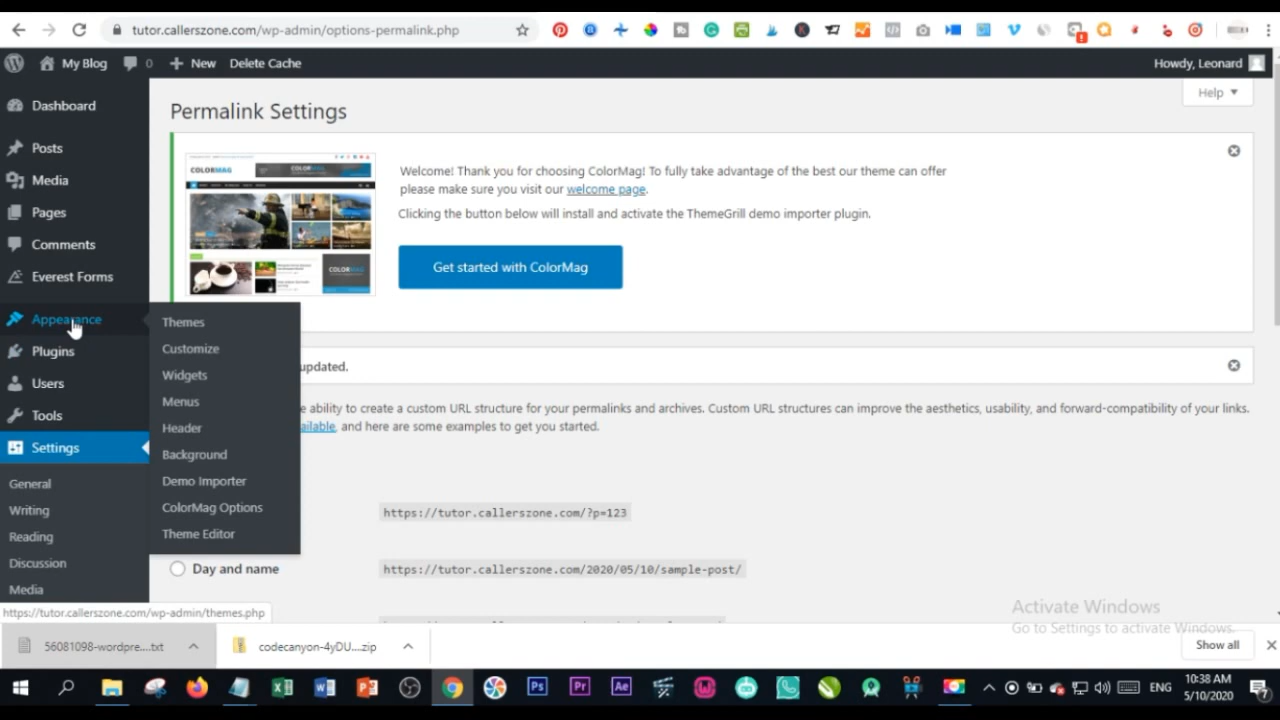 tutor.callerszone.com/wp-admin/options-permalink.php
My Blog 0 New Delete Cache Howdy, Leonard
Dashboard
Posts
Media
Pages
Comments
Everest Forms
Appearance
Plugins
Users
Tools
Settings
General
Writing
Reading
Discussion
Media
Themes
Customize
Widgets
Menus
Header
Background
Demo Importer
ColorMag Options
Theme Editor
Help
Permalink Settings
COLORMAG
Welcome! Thank you for choosing ColorMag! To fully take advantage of the best our theme can offer
please make sure you visit our welcome page.
Clicking the button below will install and activate the ThemeGrill demo importer plugin.
Get started with ColorMag
updated.
e ability to create a custom URL structure for your permalinks and archives. Custom URL structures can improve the aesthetics, usability, and forward-compatibility of your links.
ailable, and here are some examples to get you started.
https://tutor.callerszone.com/?p=123
Day and name https://tutor.callerszone.com/2020/05/10/sample-post/
https://tutor.callerszone.com/wp-admin/themes.php
Activate Windows
Go to Settings to activate Windows.
56081098-wordpre....txt
codecanyon-4yDU....zip
Show all
Ps Pr Ae
ENG
10:38 AM
5/10/2020
7